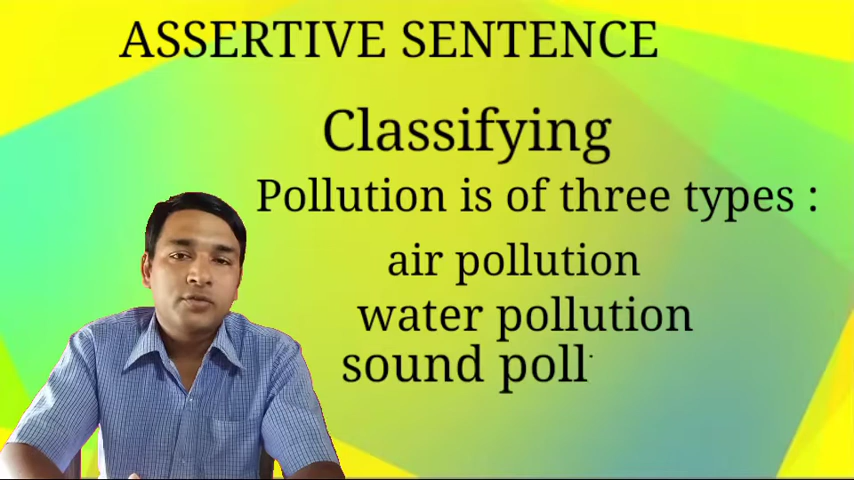 ASSERTIVE SENTENCE
Classifying
Pollution is of three types :
air pollution
water pollution
sound poll